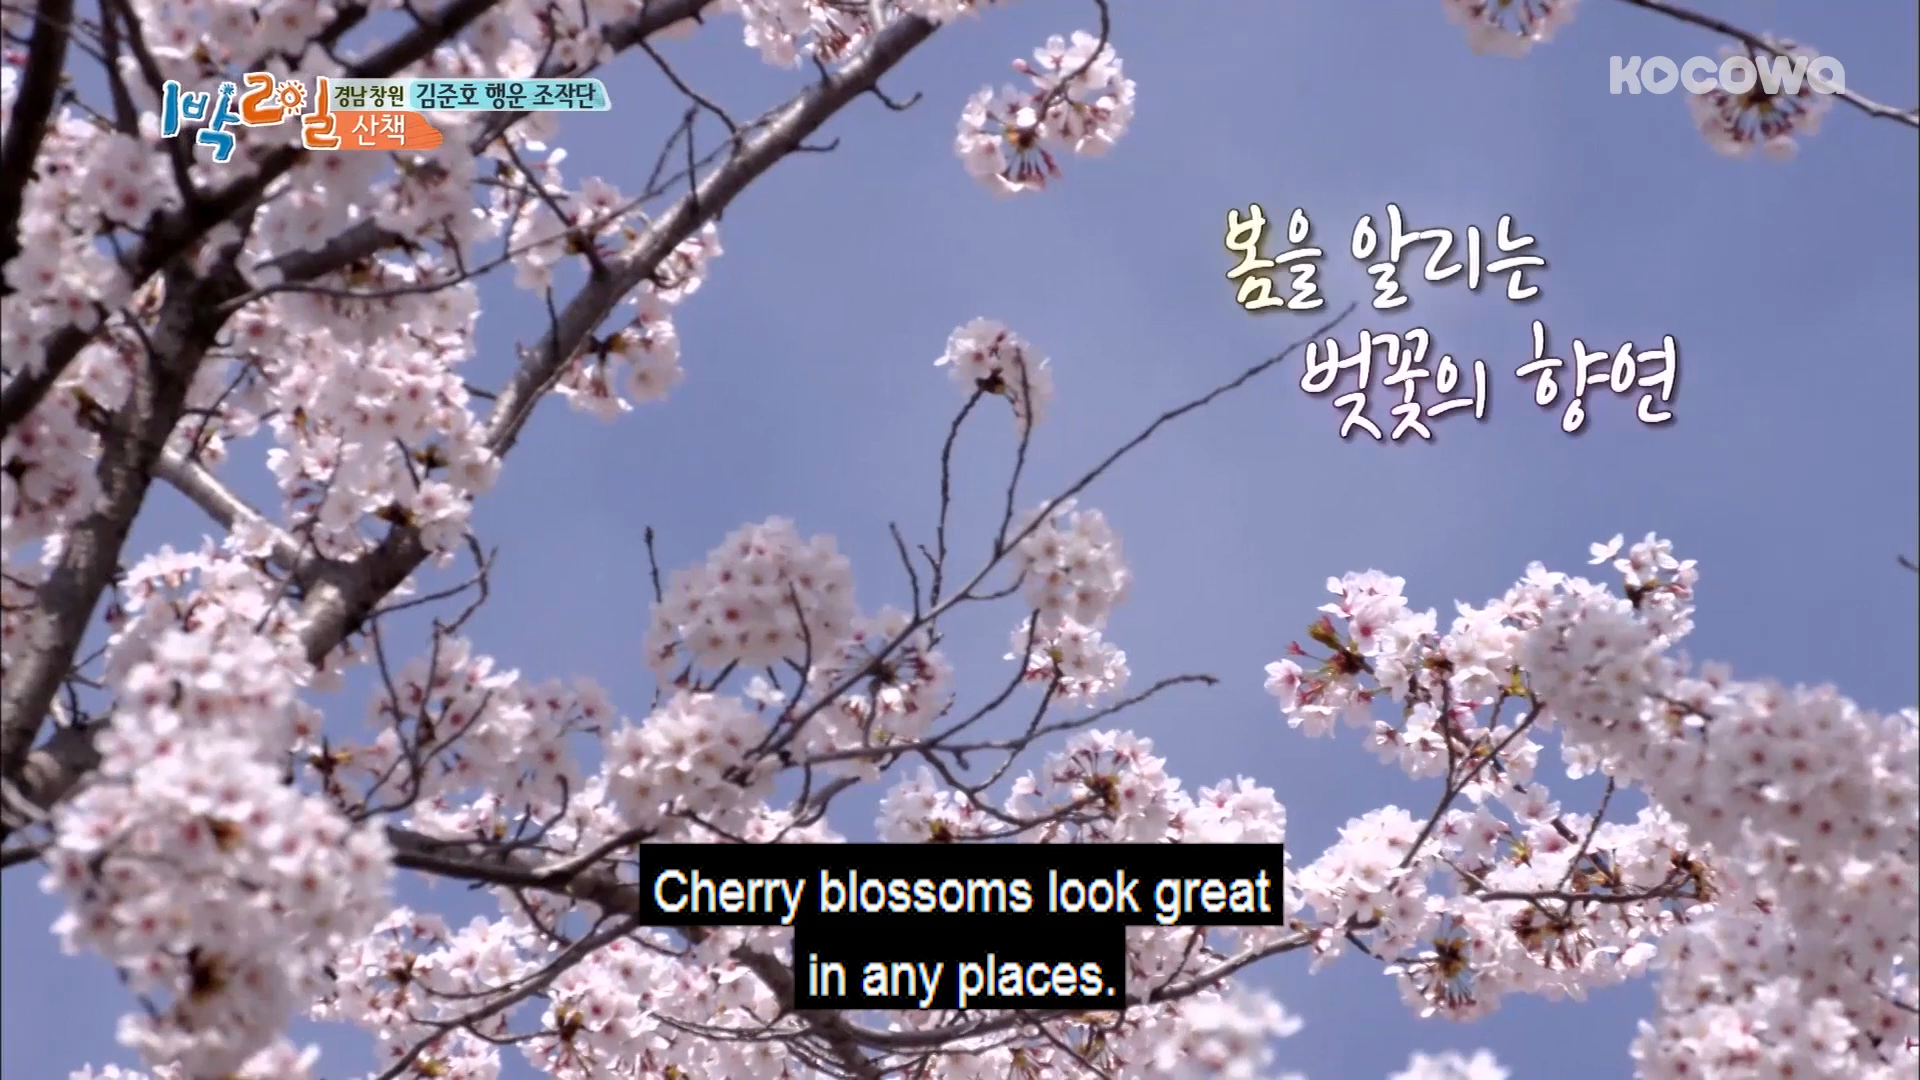 1박2일
경남 창원 김준호 행운 조작단
산책
KOCOWA
봄을 알리는
벚꽃의 향연
Cherry blossoms look great
in any places.